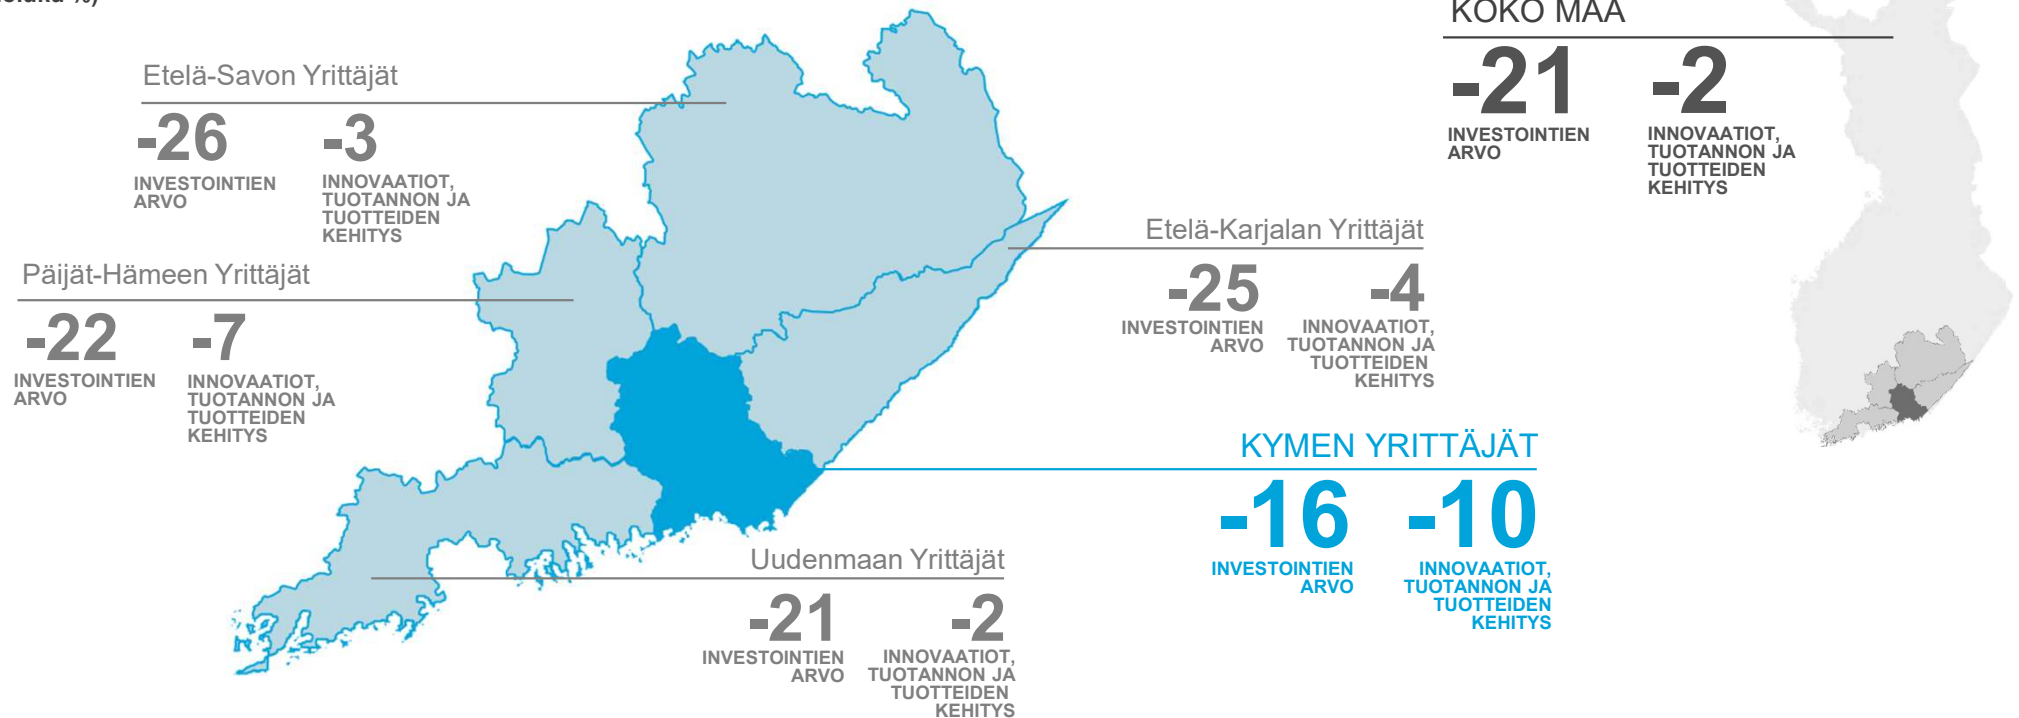 KOKO MAA
-21 -2
INVESTOINTIEN
ARVO
INNOVAATIOT,
TUOTANNON JA
TUOTTEIDEN
KEHITYS
Etelä-Savon Yrittäjät
-26 -3
INVESTOINTIEN
ARVO
INNOVAATIOT,
TUOTANNON JA
TUOTTEIDEN
KEHITYS
Etelä-Karjalan Yrittäjät
-25 -4
INVESTOINTIEN
ARVO
INNOVAATIOT,
TUOTANNON JA
TUOTTEIDEN
KEHITYS
Päijät-Hämeen Yrittäjät
-22 -7
INVESTOINTIEN
ARVO
INNOVAATIOT,
TUOTANNON JA
TUOTTEIDEN
KEHITYS
KYMEN YRITTÄJÄT
-16 -10
INVESTOINTIEN
ARVO
INNOVAATIOT,
TUOTANNON JA
TUOTTEIDEN
KEHITYS
Uudenmaan Yrittäjät
-21 -2
INVESTOINTIEN
ARVO
INNOVAATIOT,
TUOTANNON JA
TUOTTEIDEN
KEHITYS